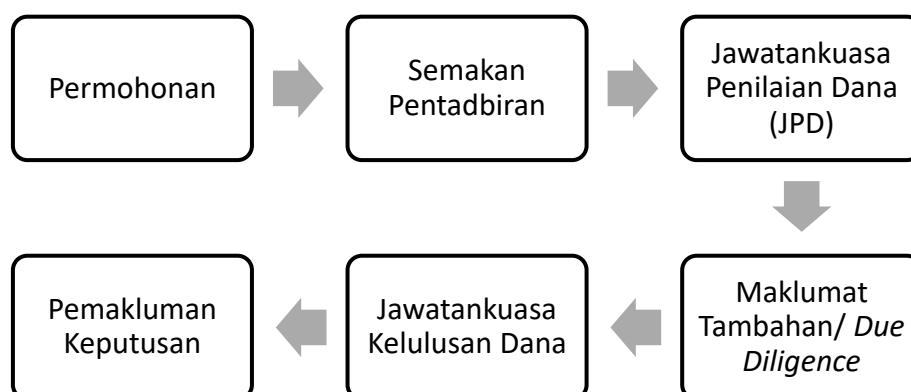 Permohonan
Semakan
Pentadbiran
Jawatankuasa
Penilaian Dana
(JPD)
Maklumat
Tambahan/ Due
Diligence
Jawatankuasa
Kelulusan Dana
Pemakluman
Keputusan